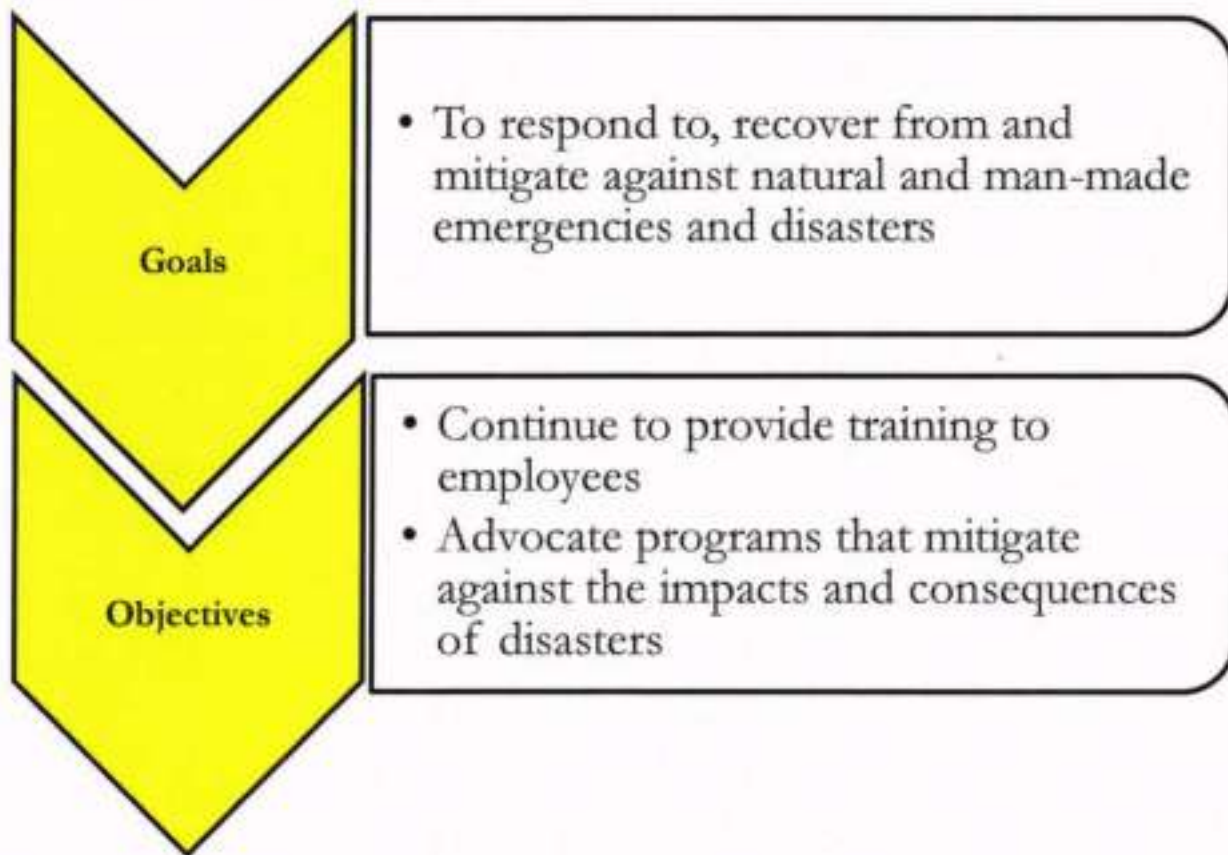 Goals
• To respond to, recover from and
mitigate against natural and man-made
emergencies and disasters
Objectives
• Continue to provide training to
employees
• Advocate programs that mitigate
against the impacts and consequences
of disasters